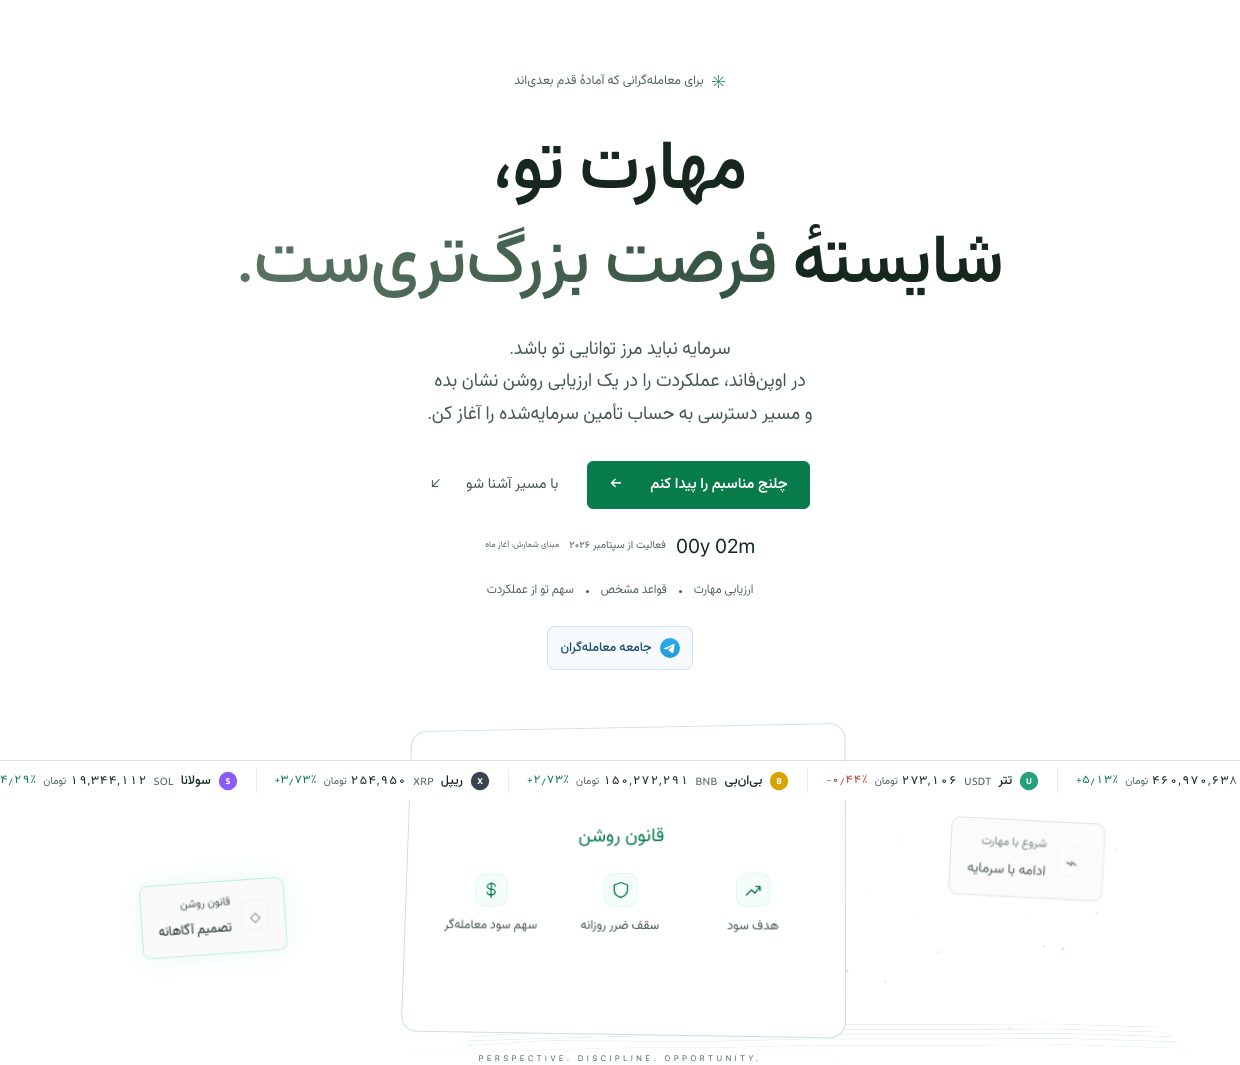 برای معامله‌گرانی که آمادهٔ قدم بعدی‌اند
مهارت تو،
شایستهٔ فرصت بزرگ‌تری‌ست.
سرمایه نباید مرز توانایی تو باشد.
در اوپن‌فاند، عملکردت را در یک ارزیابی روشن نشان بده
و مسیر دسترسی به حساب تأمین سرمایه‌شده را آغاز کن.
چلنج مناسبم را پیدا کنم ←
با مسیر آشنا شو ↙
00y 02m فعالیت از سپتامبر ۲۰۲۶ مبنای شمارش: آغاز ماه
ارزیابی مهارت • قواعد مشخص • سهم تو از عملکردت
جامعه معامله‌گران
۴۶۰,۹۷۰,۶۳۸ تومان +۵٫۱۳٪
U تتر USDT ۲۷۳,۱۰۶ تومان -۰٫۴۴٪
B بی‌ان‌بی BNB ۱۵۰,۲۷۲,۲۹۱ تومان +۲٫۷۳٪
X ریپل XRP ۲۵۴,۹۵۰ تومان +۳٫۷۳٪
S سولانا SOL ۱۹,۳۴۴,۱۱۲ تومان ۴٫۲۹٪
شروع با مهارت
ادامه با سرمایه
قانون روشن
هدف سود
سقف ضرر روزانه
سهم سود معامله‌گر
قانون روشن
تصمیم آگاهانه
PERSPECTIVE. DISCIPLINE. OPPORTUNITY.